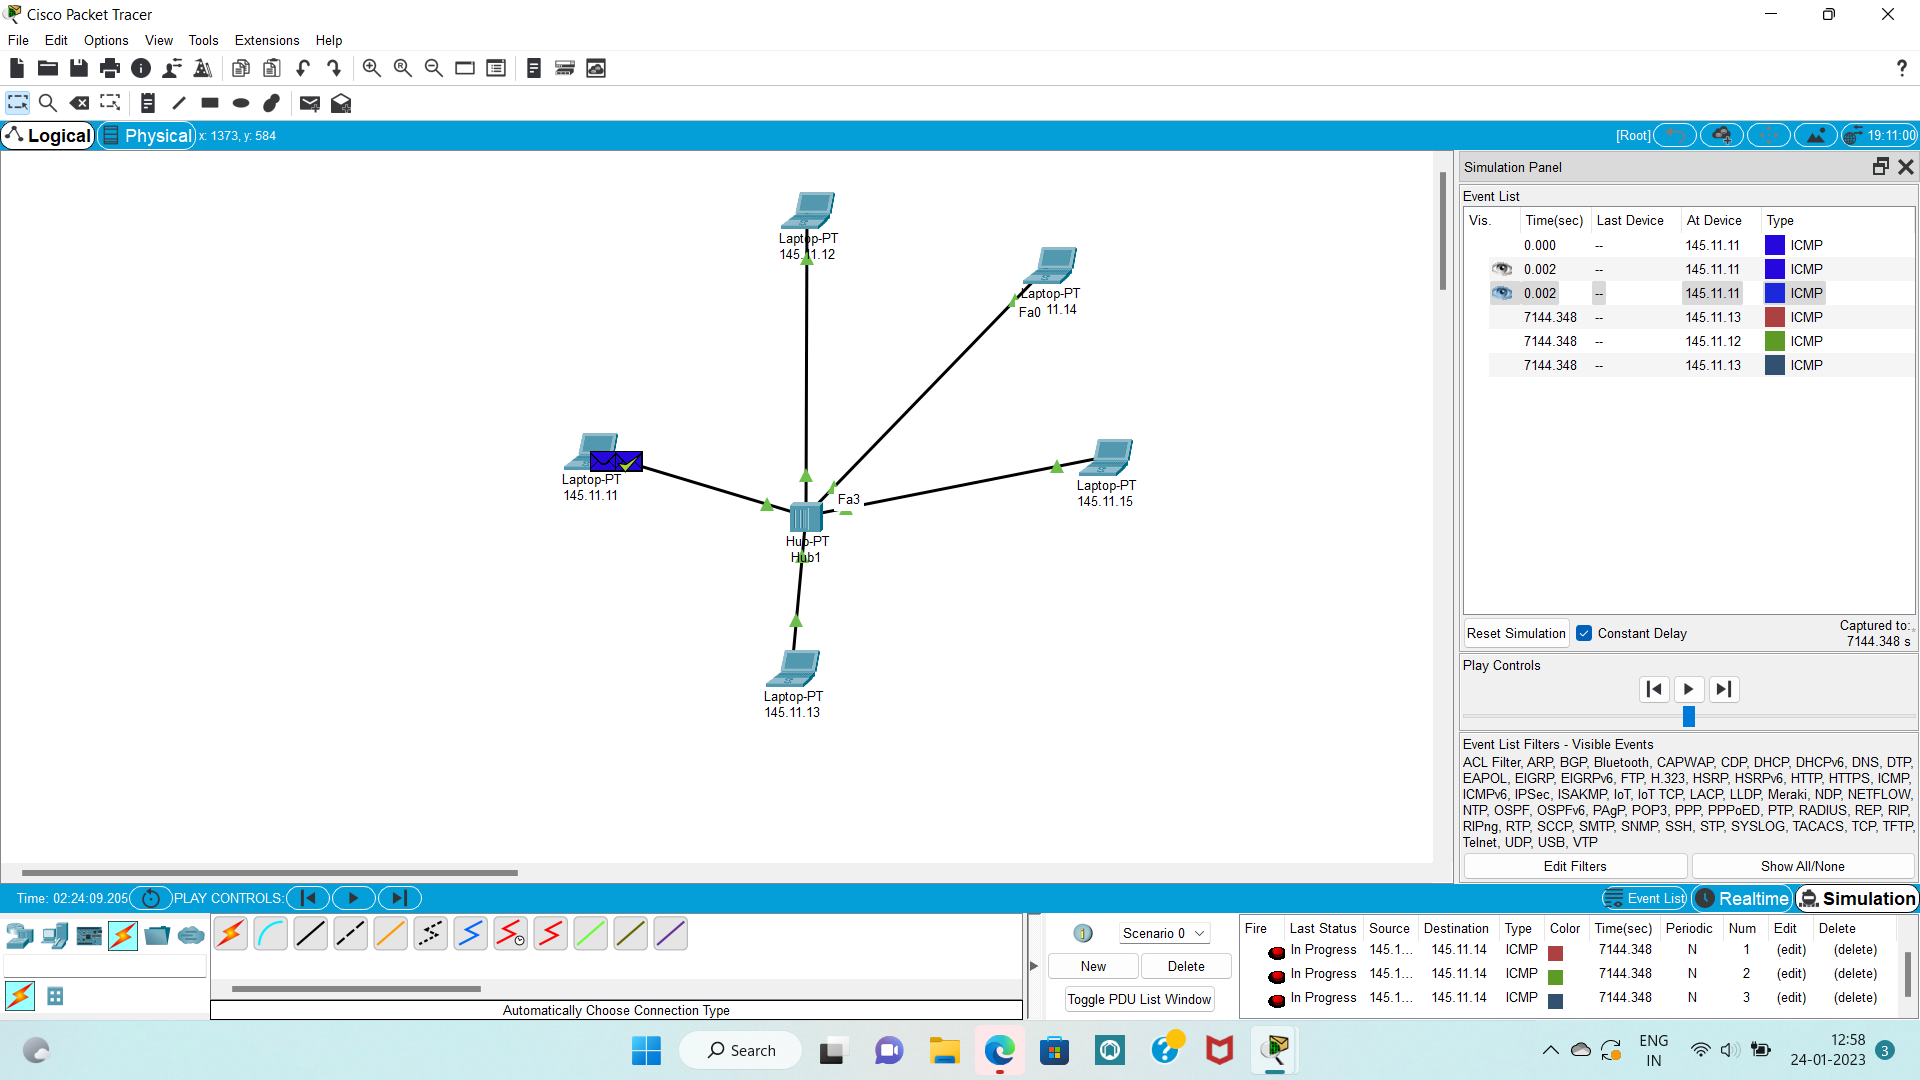 Cisco Packet Tracer
File Edit Options View Tools Extensions Help
Logical Physical x: 1373, y: 584 [Root] 19:11:00
Laptop-PT
145.11.12
Laptop-PT
Fa0 11.14
Laptop-PT
145.11.11
Laptop-PT
145.11.15
Fa3
Hub-PT
Hub1
Laptop-PT
145.11.13
Simulation Panel
Event List
Vis. Time(sec) Last Device At Device Type
0.000 -- 145.11.11 ICMP
0.002 -- 145.11.11 ICMP
0.002 -- 145.11.11 ICMP
7144.348 -- 145.11.13 ICMP
7144.348 -- 145.11.12 ICMP
7144.348 -- 145.11.13 ICMP
Reset Simulation Constant Delay Captured to:
7144.348 s
Play Controls
Event List Filters - Visible Events
ACL Filter, ARP, BGP, Bluetooth, CAPWAP, CDP, DHCP, DHCPv6, DNS, DTP,
EAPOL, EIGRP, EIGRPv6, FTP, H.323, HSRP, HSRPv6, HTTP, HTTPS, ICMP,
ICMPv6, IPSec, ISAKMP, IoT, IoT TCP, LACP, LLDP, Meraki, NDP, NETFLOW,
NTP, OSPF, OSPFv6, PAgP, POP3, PPP, PPPoED, PTP, RADIUS, REP, RIP,
RIPng, RTP, SCCP, SMTP, SNMP, SSH, STP, SYSLOG, TACACS, TCP, TFTP,
Telnet, UDP, USB, VTP
Edit Filters Show All/None
Time: 02:24:09.205 PLAY CONTROLS: Event List Realtime Simulation
Automatically Choose Connection Type
1 Scenario 0
New Delete
Toggle PDU List Window
Fire Last Status Source Destination Type Color Time(sec) Periodic Num Edit Delete
In Progress 145.1... 145.11.14 ICMP 7144.348 N 1 (edit) (delete)
In Progress 145.1... 145.11.14 ICMP 7144.348 N 2 (edit) (delete)
In Progress 145.1... 145.11.14 ICMP 7144.348 N 3 (edit) (delete)
Search
ENG
IN
12:58
24-01-2023
3